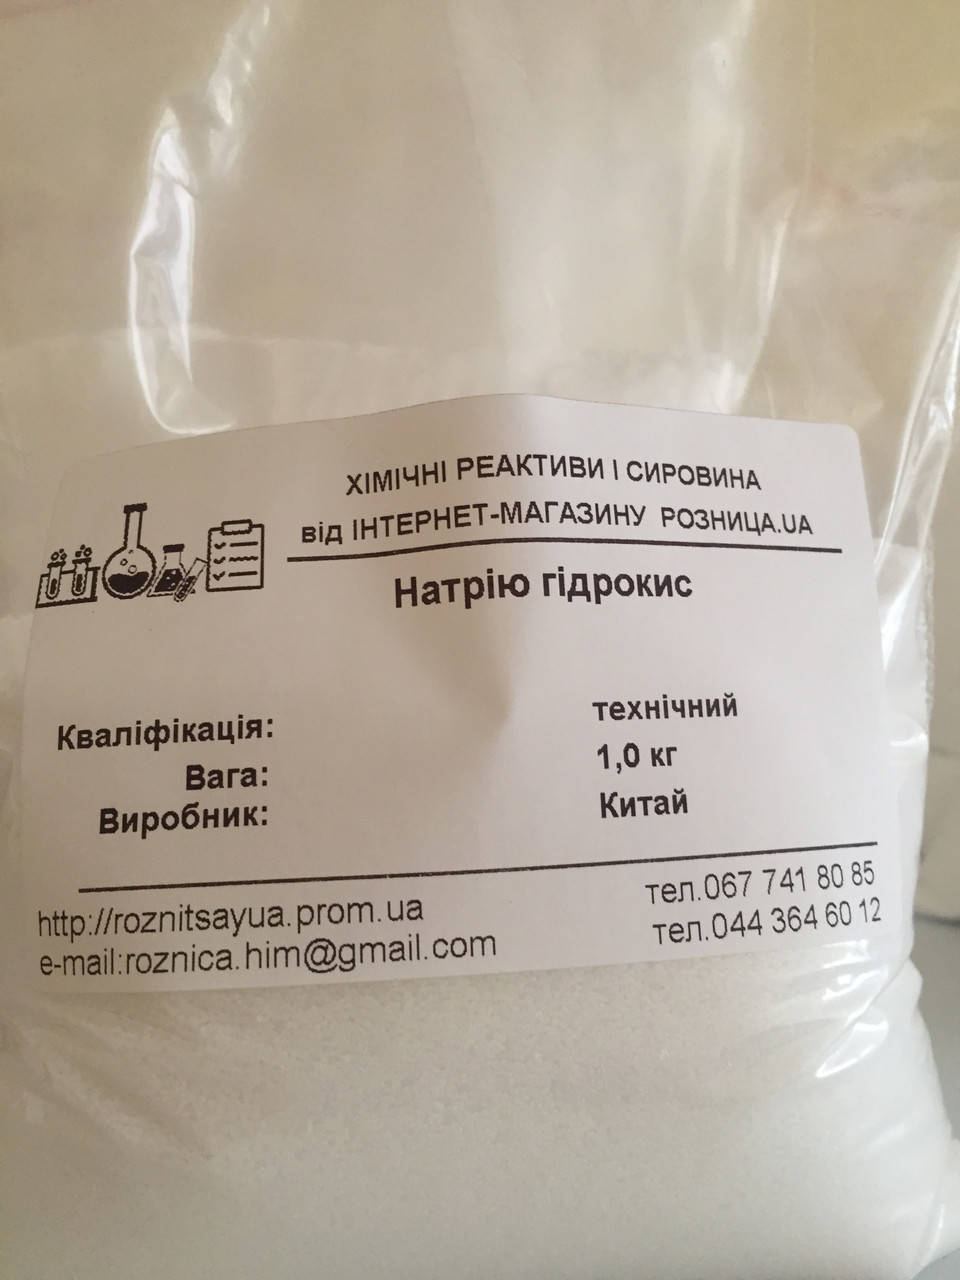 ХІМІЧНІ РЕАКТИВИ І СИРОВИНА
від ІНТЕРНЕТ-МАГАЗИНУ РОЗНИЦА.UA
Натрію гідрокис
Кваліфікація: технічний
Вага: 1,0 кг
Виробник: Китай
http://roznitsayua.prom.ua тел.067 741 80 85
e-mail:roznica.him@gmail.com тел.044 364 60 12